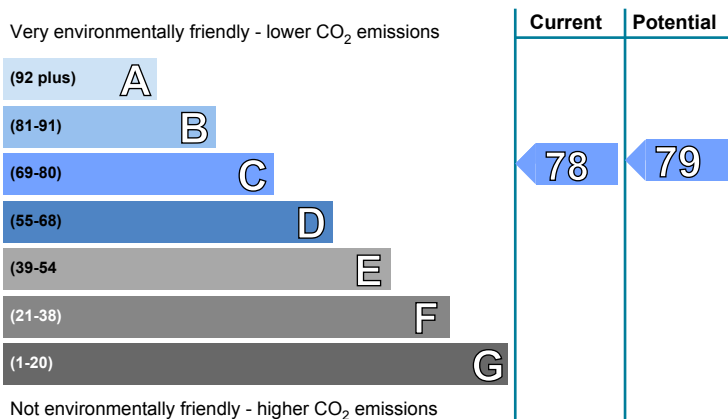 Current Potential
Very environmentally friendly - lower CO2 emissions
(92 plus) A
(81-91) B
(69-80) C 78 79
(55-68) D
(39-54 E
(21-38) F
(1-20) G
Not environmentally friendly - higher CO2 emissions